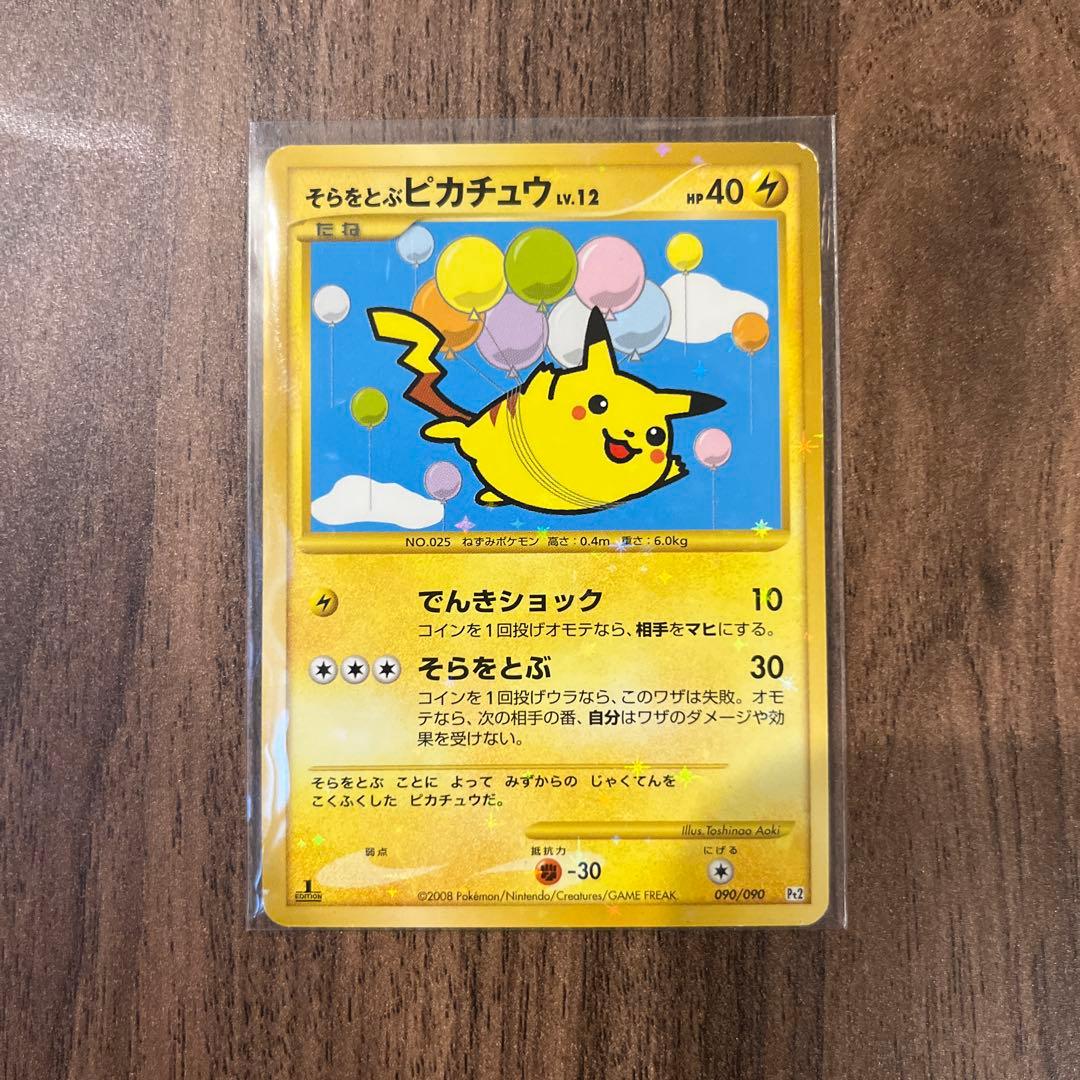 そらをとぶピカチュウ LV.12 HP 40
たね
NO.025 ねずみポケモン 高さ:0.4m 重さ:6.0kg
でんきショック 10
コインを1回投げオモテなら、相手をマヒにする。
そらをとぶ 30
コインを1回投げウラなら、このワザは失敗。オモ
テなら、次の相手の番、自分はワザのダメージや効
果を受けない。
そらをとぶ ことに よって みずからの じゃくてんを
こくふくした ピカチュウだ。
Illus. Toshinao Aoki
弱点 抵抗力 にげる
-30
1 EDITION ©2008 Pokémon/Nintendo/Creatures/GAME FREAK. 090/090 Pt2